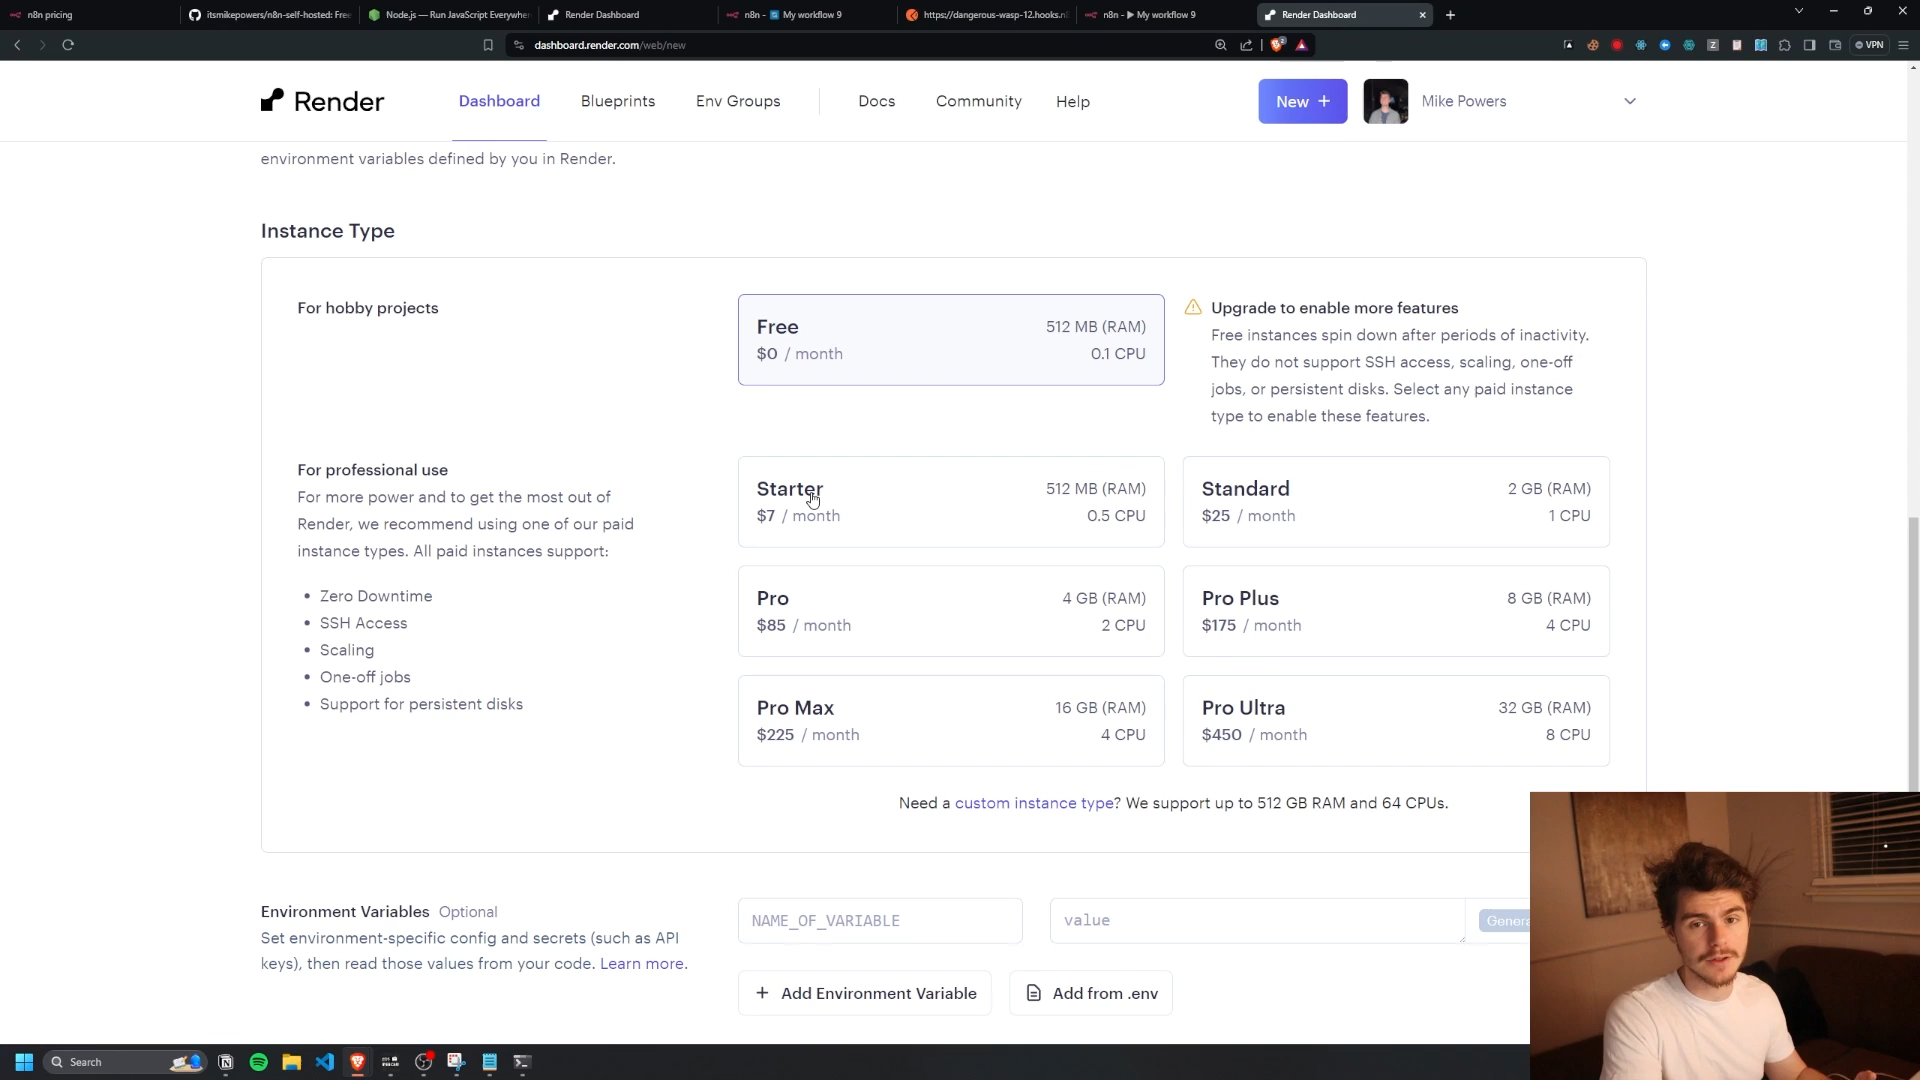 n8n pricing
itsmikepowers/n8n-self-hosted: Free
Node.js — Run JavaScript Everywhere
Render Dashboard
n8n - My workflow 9
https://dangerous-wasp-12.hooks.n
n8n - ▶ My workflow 9
Render Dashboard
dashboard.render.com/web/new
VPN
Render
Dashboard
Blueprints
Env Groups
Docs
Community
Help
New +
Mike Powers
environment variables defined by you in Render.
Instance Type
For hobby projects
Free
512 MB (RAM)
$0 / month
0.1 CPU
Upgrade to enable more features
Free instances spin down after periods of inactivity.
They do not support SSH access, scaling, one-off
jobs, or persistent disks. Select any paid instance
type to enable these features.
For professional use
For more power and to get the most out of
Render, we recommend using one of our paid
instance types. All paid instances support:
• Zero Downtime
• SSH Access
• Scaling
• One-off jobs
• Support for persistent disks
Starter
512 MB (RAM)
$7 / month
0.5 CPU
Standard
2 GB (RAM)
$25 / month
1 CPU
Pro
4 GB (RAM)
$85 / month
2 CPU
Pro Plus
8 GB (RAM)
$175 / month
4 CPU
Pro Max
16 GB (RAM)
$225 / month
4 CPU
Pro Ultra
32 GB (RAM)
$450 / month
8 CPU
Need a custom instance type? We support up to 512 GB RAM and 64 CPUs.
Environment Variables Optional
Set environment-specific config and secrets (such as API
keys), then read those values from your code. Learn more.
NAME_OF_VARIABLE
value
Genera
+ Add Environment Variable
Add from .env
Search